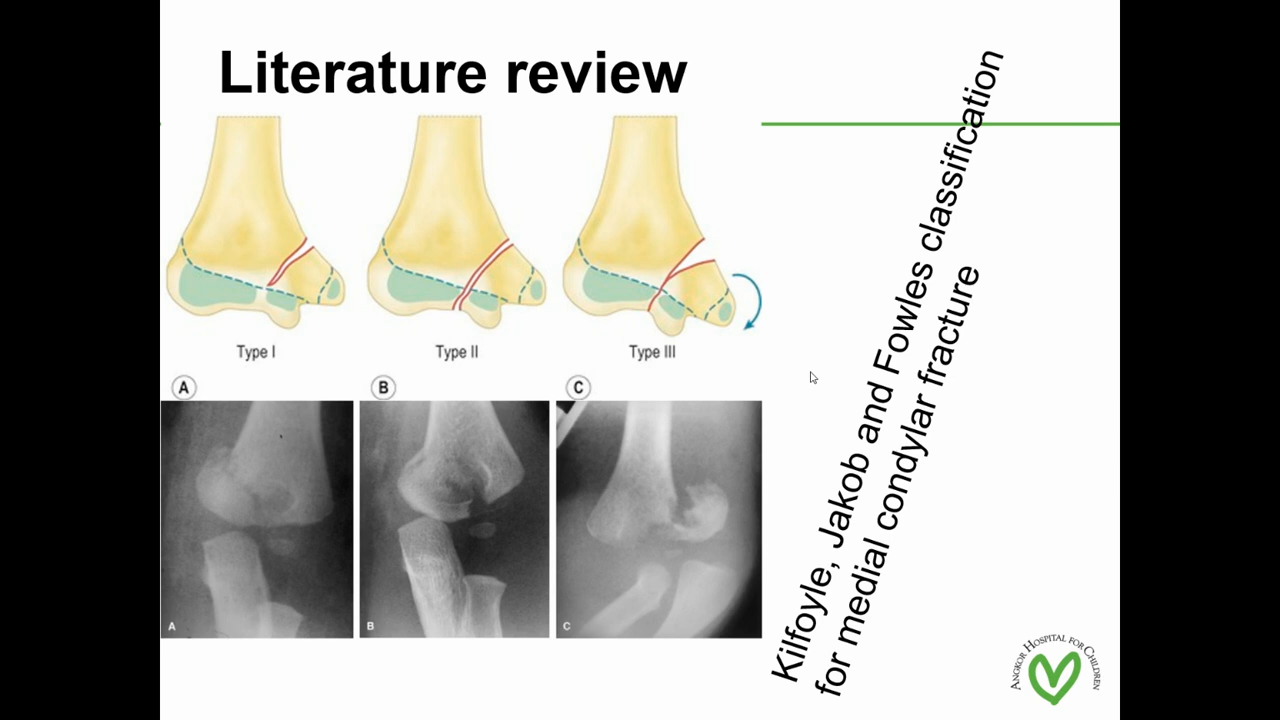 Literature review
Type I
Type II
Type III
A
B
C
A
B
C
Kilfoyle, Jakob and Fowles classification
for medial condylar fracture
ANGKOR HOSPITAL FOR CHILDREN